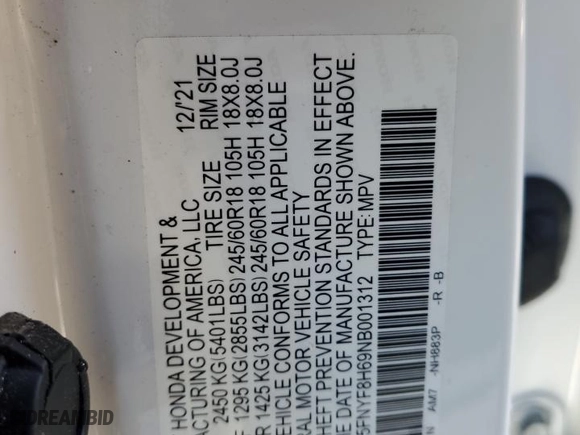 HONDA DEVELOPMENT & 12/'21
ACTURING OF AMERICA, LLC
2450 KG(5401LBS) TIRE SIZE RIM SIZE
F 1295 KG(2855LBS) 245/60R18 105H 18X8.0J
R 1425 KG(3142LBS) 245/60R18 105H 18X8.0J
EHICLE CONFORMS TO ALL APPLICABLE
RAL MOTOR VEHICLE SAFETY
HEFT PREVENTION STANDARDS IN EFFECT
E DATE OF MANUFACTURE SHOWN ABOVE.
5FNYF8H69NB001312 TYPE: MPV
N AM7 -NH883P -R -B
DREAMBID